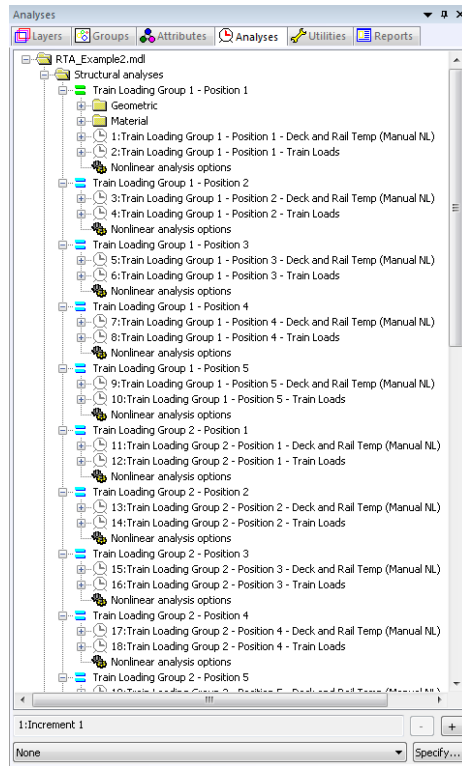 Analyses
Layers Groups Attributes Analyses Utilities Reports
RTA_Example2.mdl
Structural analyses
Train Loading Group 1 - Position 1
Geometric
Material
1:Train Loading Group 1 - Position 1 - Deck and Rail Temp (Manual NL)
2:Train Loading Group 1 - Position 1 - Train Loads
Nonlinear analysis options
Train Loading Group 1 - Position 2
3:Train Loading Group 1 - Position 2 - Deck and Rail Temp (Manual NL)
4:Train Loading Group 1 - Position 2 - Train Loads
Nonlinear analysis options
Train Loading Group 1 - Position 3
5:Train Loading Group 1 - Position 3 - Deck and Rail Temp (Manual NL)
6:Train Loading Group 1 - Position 3 - Train Loads
Nonlinear analysis options
Train Loading Group 1 - Position 4
7:Train Loading Group 1 - Position 4 - Deck and Rail Temp (Manual NL)
8:Train Loading Group 1 - Position 4 - Train Loads
Nonlinear analysis options
Train Loading Group 1 - Position 5
9:Train Loading Group 1 - Position 5 - Deck and Rail Temp (Manual NL)
10:Train Loading Group 1 - Position 5 - Train Loads
Nonlinear analysis options
Train Loading Group 2 - Position 1
11:Train Loading Group 2 - Position 1 - Deck and Rail Temp (Manual NL)
12:Train Loading Group 2 - Position 1 - Train Loads
Nonlinear analysis options
Train Loading Group 2 - Position 2
13:Train Loading Group 2 - Position 2 - Deck and Rail Temp (Manual NL)
14:Train Loading Group 2 - Position 2 - Train Loads
Nonlinear analysis options
Train Loading Group 2 - Position 3
15:Train Loading Group 2 - Position 3 - Deck and Rail Temp (Manual NL)
16:Train Loading Group 2 - Position 3 - Train Loads
Nonlinear analysis options
Train Loading Group 2 - Position 4
17:Train Loading Group 2 - Position 4 - Deck and Rail Temp (Manual NL)
18:Train Loading Group 2 - Position 4 - Train Loads
Nonlinear analysis options
Train Loading Group 2 - Position 5
1:Increment 1 - +
None Specify...